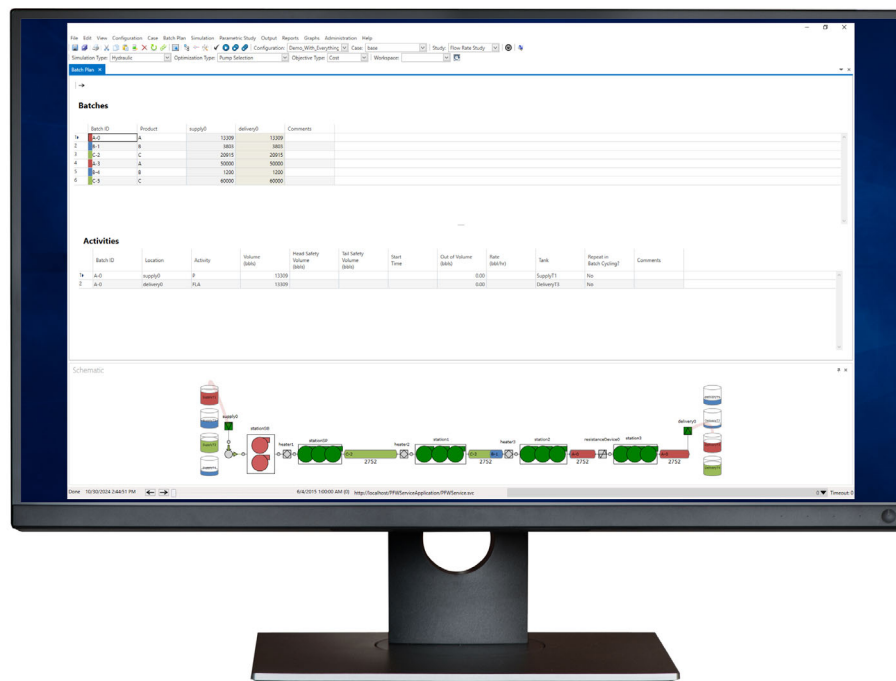 File Edit View Configuration Case Batch Plan Simulation Parametric Study Output Reports Graphs Administration Help
Configuration: Demo_With_Everything Case: base Study: Flow Rate Study
Simulation Type: Hydraulic Optimization Type: Pump Selection Objective Type: Cost Workspace:
Batch Plan
Batches
Batch ID Product supply0 delivery0 Comments
1 A-0 A 13309 13309
2 B-1 B 3803 3803
3 C-2 C 20915 20915
4 A-3 A 50000 50000
5 B-4 B 1200 1200
6 C-5 C 60000 60000
Activities
Batch ID Location Activity Volume (bbls) Head Safety Volume (bbls) Tail Safety Volume (bbls) Start Time Out of Volume (bbls) Rate (bbl/hr) Tank Repeat in Batch Cycling? Comments
1 A-0 supply0 P 13309 0.00 SupplyT1 No
2 A-0 delivery0 FLA 13309 0.00 DeliveryT3 No
Schematic
supply0 delivery0
heater1 heater2 station1 heater3 station2 resistanceDevice0 station3
2752 2752 2752 2752
Done 10/30/2024 2:44:51 PM 6/4/2015 1:00:00 AM (0) http://localhost/PFWServiceApplication/PFWService.svc 0 Timeout: 0